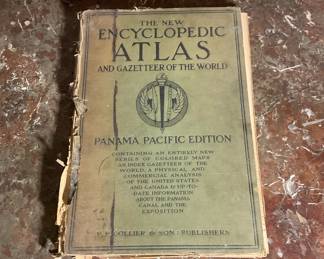 THE NEW
ENCYCLOPEDIC
ATLAS
AND GAZETTEER OF THE WORLD
PANAMA PACIFIC EDITION
CONTAINING AN ENTIRELY NEW
SERIES OF COLORED MAPS
AN INDEX GAZETTEER OF THE
WORLD, A PHYSICAL, AND
COMMERCIAL ANALYSIS
OF THE UNITED STATES
AND CANADA & UP-TO-
DATE INFORMATION
ABOUT THE PANAMA
CANAL AND THE
EXPOSITION
P. F. COLLIER & SON : PUBLISHERS